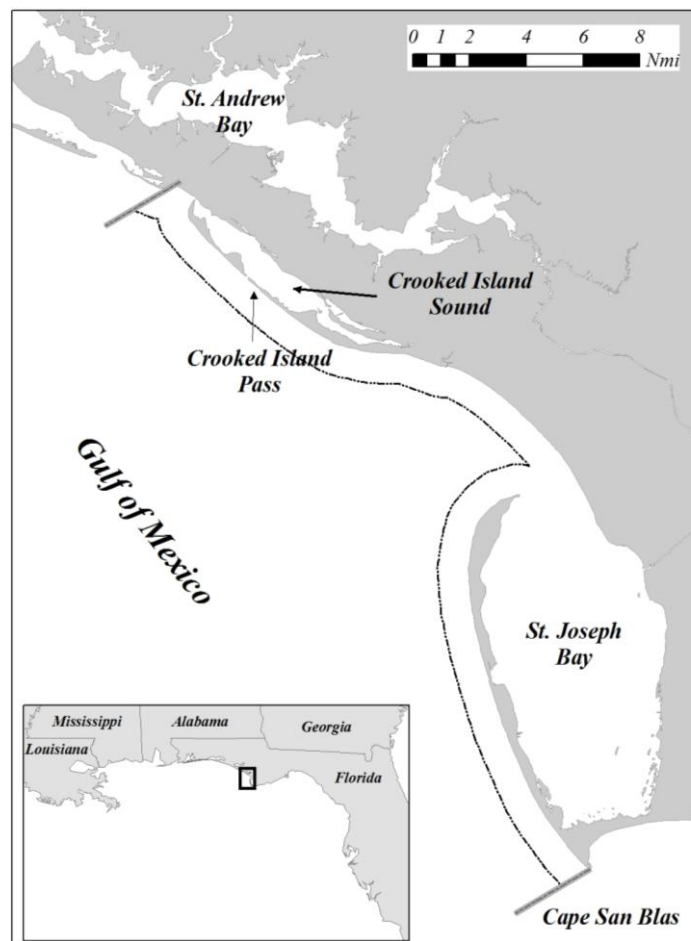 0 1 2 4 6 8
Nmi
St. Andrew
Bay
Crooked Island
Sound
Crooked Island
Pass
Gulf of Mexico
St. Joseph
Bay
Mississippi
Alabama
Georgia
Louisiana
Florida
Cape San Blas